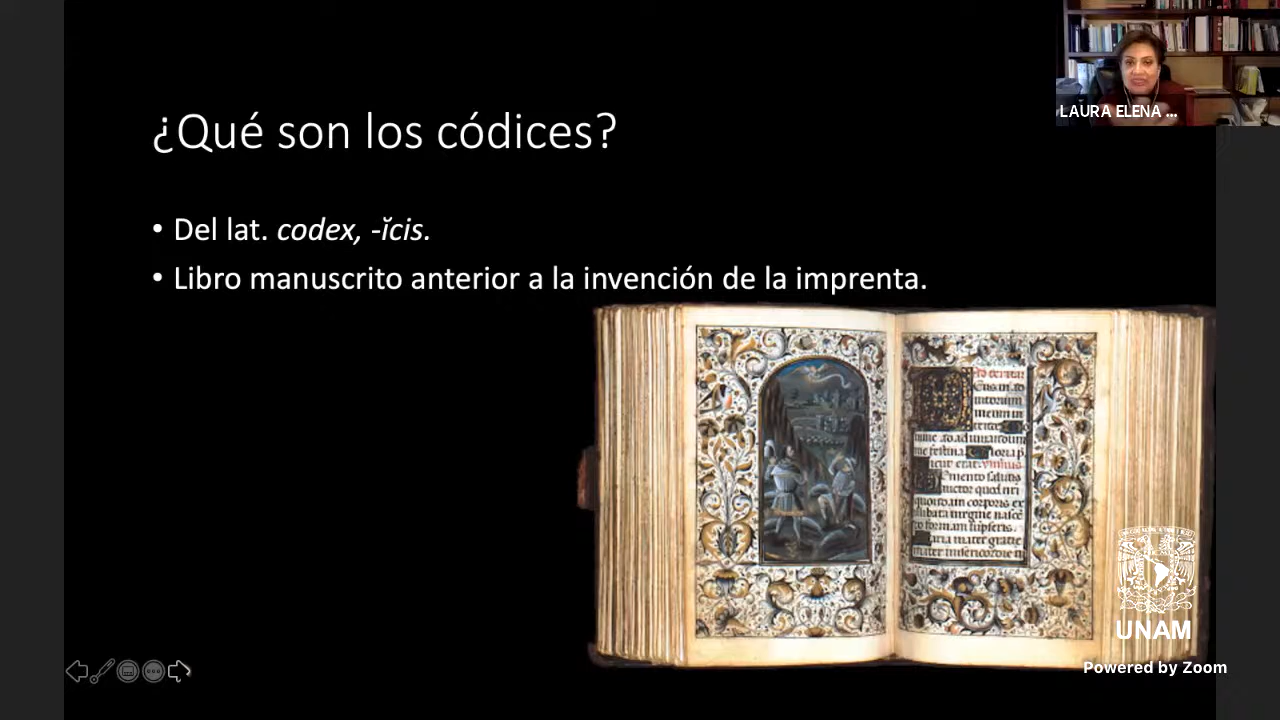 ¿Qué son los códices?
• Del lat. codex, -ĭcis.
• Libro manuscrito anterior a la invención de la imprenta.
LAURA ELENA ...
UNAM
Powered by Zoom